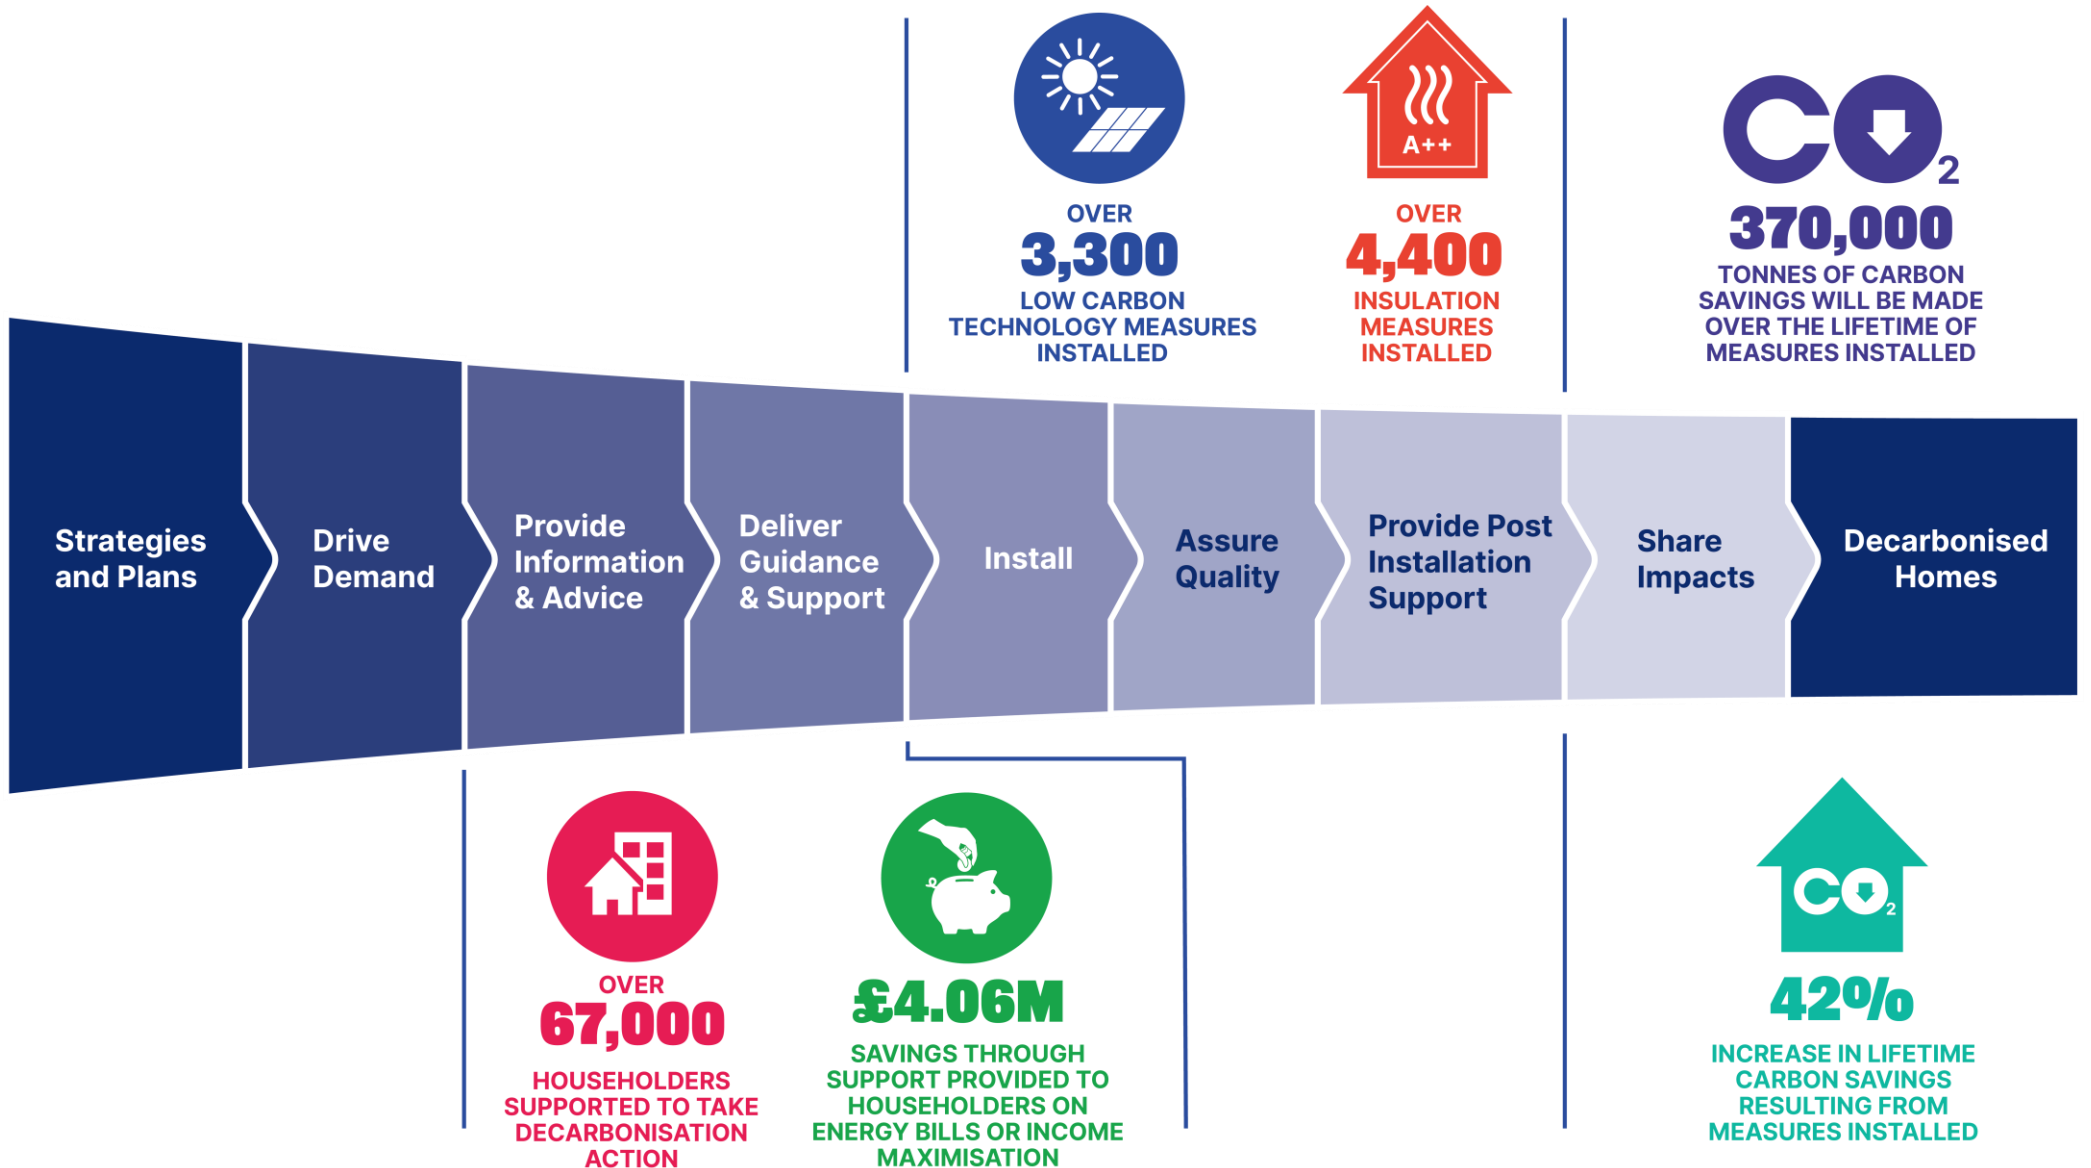 OVER
3,300
LOW CARBON
TECHNOLOGY MEASURES
INSTALLED
A++
OVER
4,400
INSULATION
MEASURES
INSTALLED
CO2
370,000
TONNES OF CARBON
SAVINGS WILL BE MADE
OVER THE LIFETIME OF
MEASURES INSTALLED
Strategies
and Plans
Drive
Demand
Provide
Information
& Advice
Deliver
Guidance
& Support
Install
Assure
Quality
Provide Post
Installation
Support
Share
Impacts
Decarbonised
Homes
OVER
67,000
HOUSEHOLDERS
SUPPORTED TO TAKE
DECARBONISATION
ACTION
£4.06M
SAVINGS THROUGH
SUPPORT PROVIDED TO
HOUSEHOLDERS ON
ENERGY BILLS OR INCOME
MAXIMISATION
CO2
42%
INCREASE IN LIFETIME
CARBON SAVINGS
RESULTING FROM
MEASURES INSTALLED